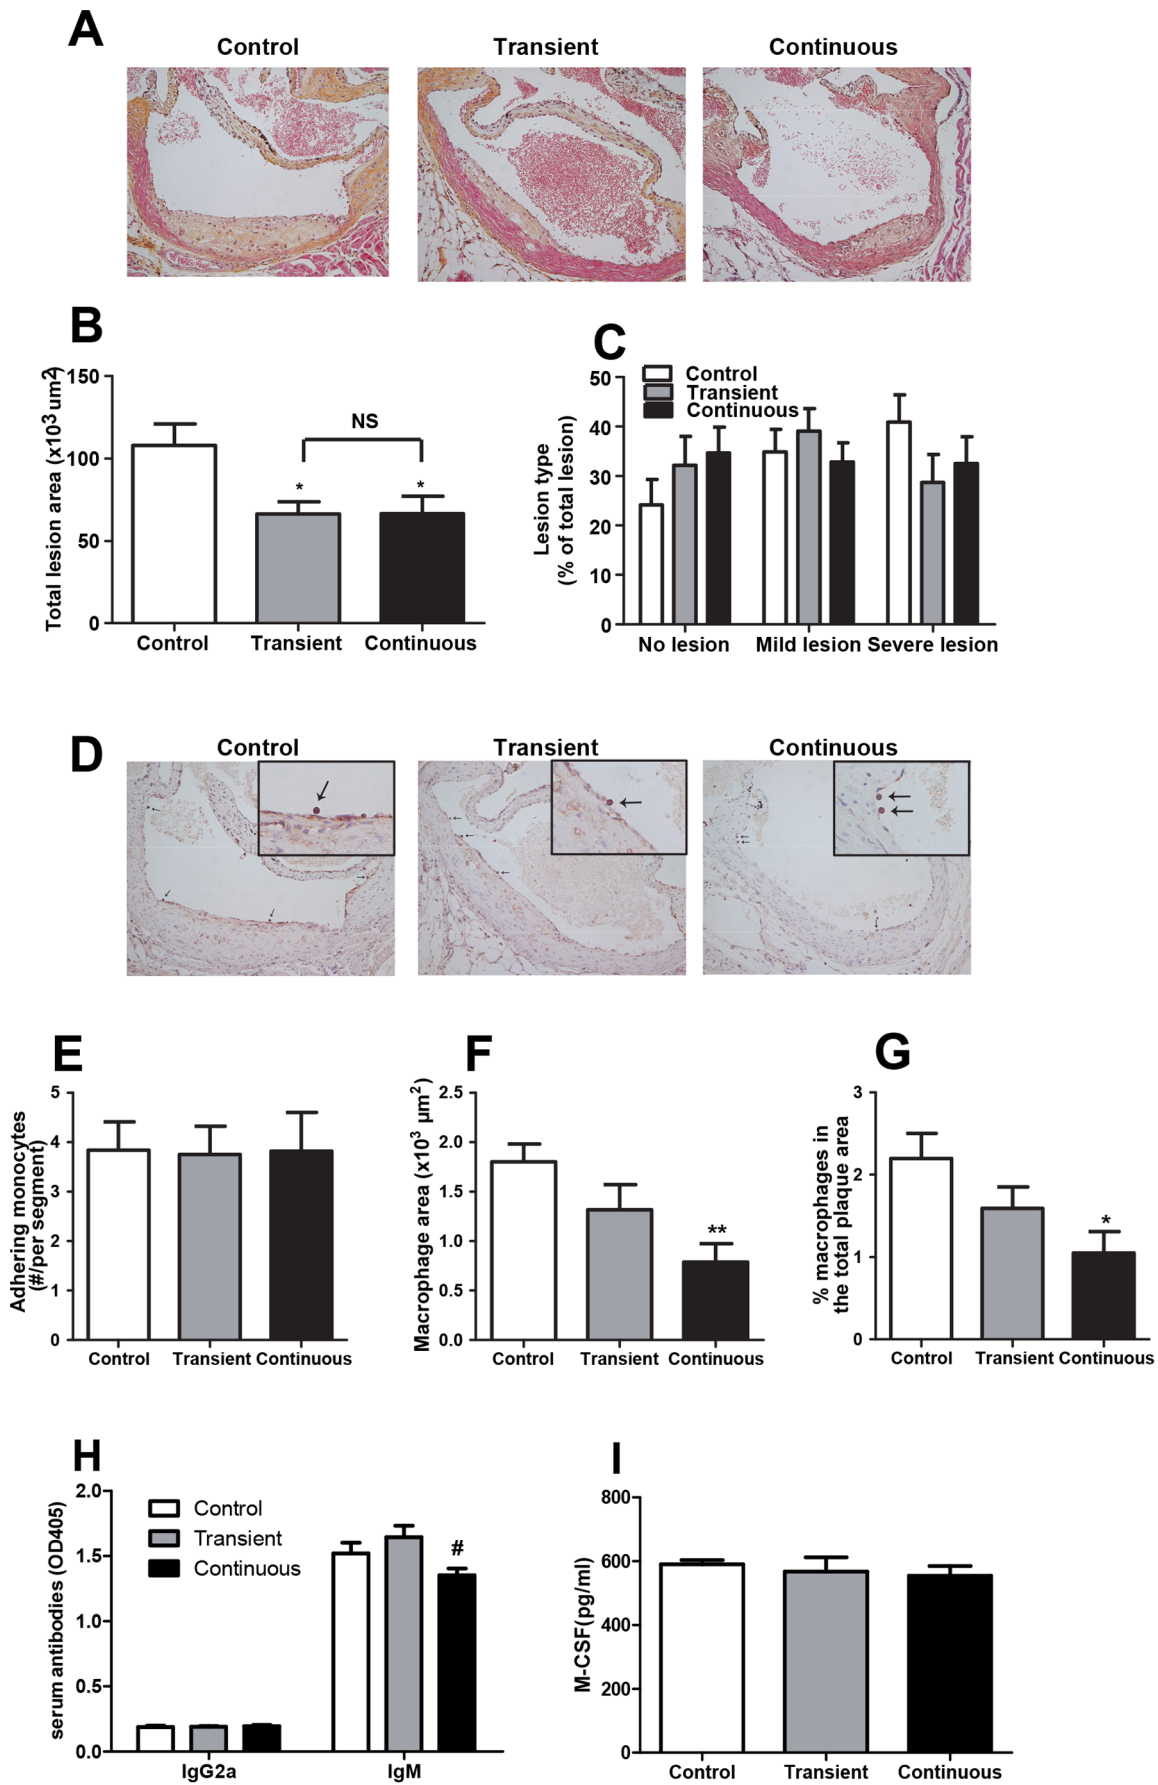 A
Control
Transient
Continuous
B
Total lesion area (x10³ um²)
150
100
50
0
NS
*
*
Control
Transient
Continuous
C
Control
Transient
Continuous
Lesion type
(% of total lesion)
50
40
30
20
10
0
No lesion
Mild lesion
Severe lesion
D
Control
Transient
Continuous
E
Adhering monocytes
(#/per segment)
5
4
3
2
1
0
Control
Transient
Continuous
F
Macrophage area (x10³ µm²)
2.5
2.0
1.5
1.0
0.5
0.0
**
Control
Transient
Continuous
G
% macrophages in
the total plaque area
3
2
1
0
*
Control
Transient
Continuous
H
serum antibodies (OD405)
2.0
1.5
1.0
0.5
0.0
Control
Transient
Continuous
#
IgG2a
IgM
I
M-CSF(pg/ml)
800
600
400
200
0
Control
Transient
Continuous